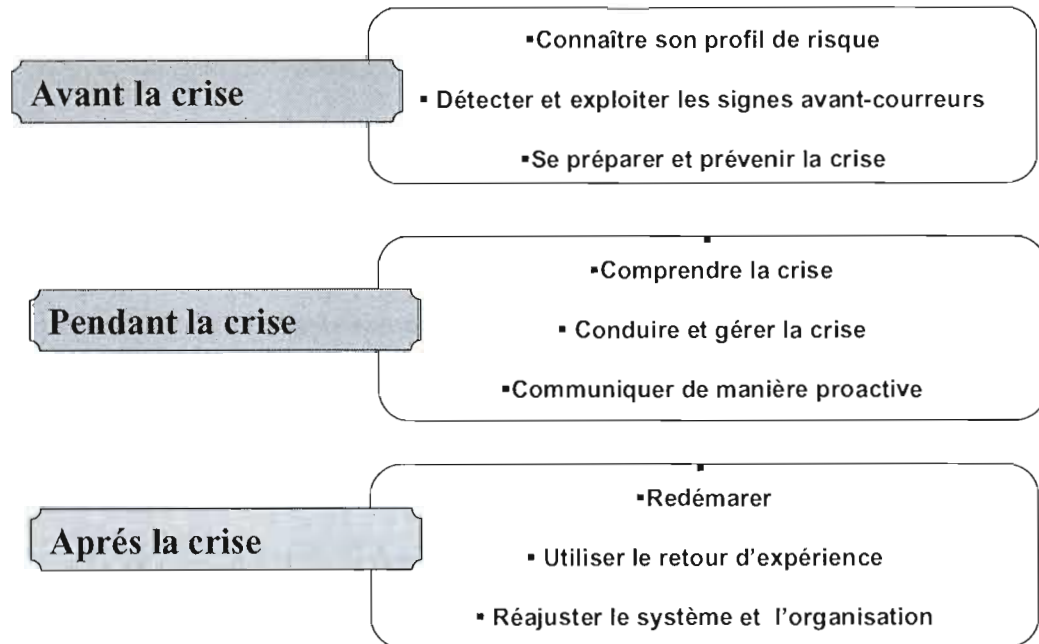 Avant la crise
▪Connaître son profil de risque
▪ Détecter et exploiter les signes avant-courreurs
▪Se préparer et prévenir la crise
Pendant la crise
▪
▪Comprendre la crise
▪ Conduire et gérer la crise
▪Communiquer de manière proactive
Aprés la crise
▪
▪Redémarer
▪ Utiliser le retour d'expérience
▪ Réajuster le système et l'organisation